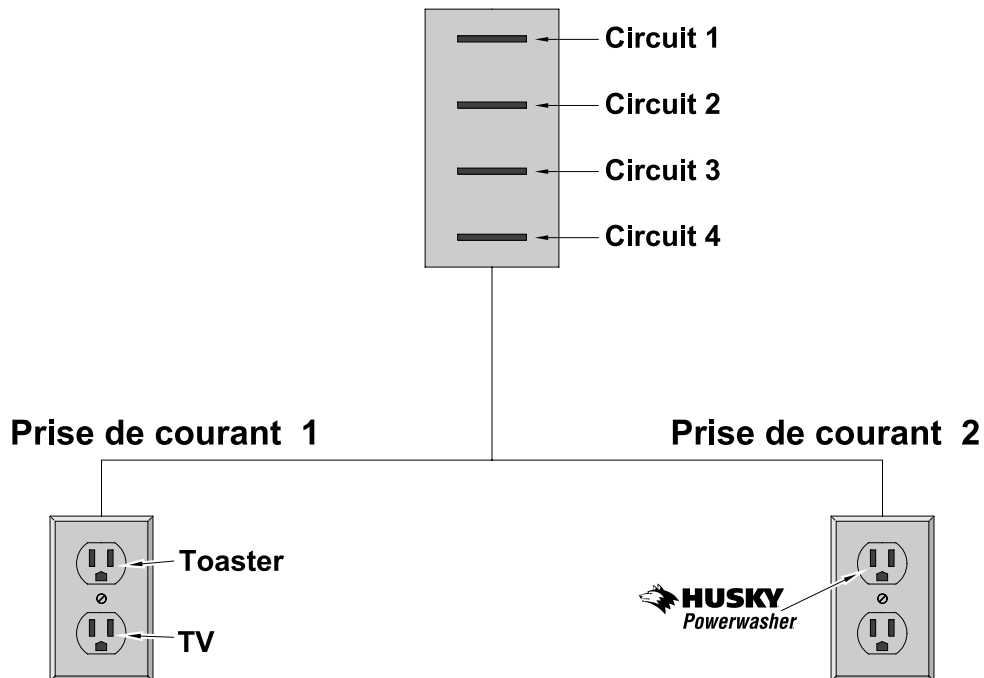 Circuit 1
Circuit 2
Circuit 3
Circuit 4
Prise de courant 1
Prise de courant 2
Toaster
TV
HUSKY
Powerwasher